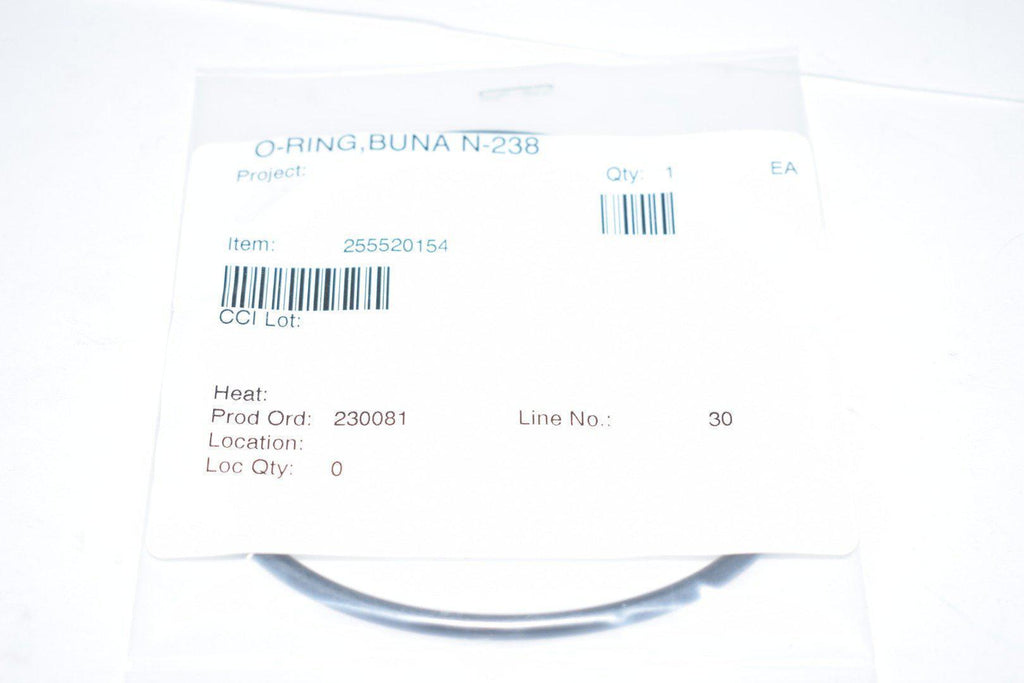 O-RING,BUNA N-238
Project: Qty: 1 EA
Item: 255520154
CCI Lot:
Heat:
Prod Ord: 230081 Line No.: 30
Location:
Loc Qty: 0